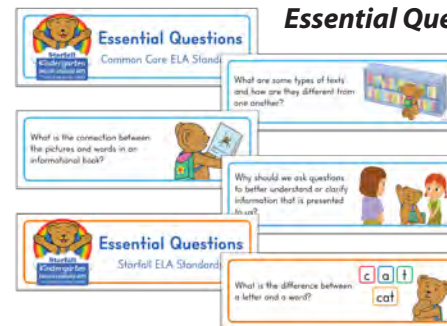 Essential Que
Starfall
Kindergarten
Essential Questions
Common Core ELA Standa
What are some types of texts
and how are they different from
one another?
What is the connection between
the pictures and words in an
informational book?
Why should we ask questions
to better understand or clarify
information that is presented
to us?
Starfall
Kindergarten
Essential Questions
Starfall ELA Standards
What is the difference between
a letter and a word?
c a t
cat